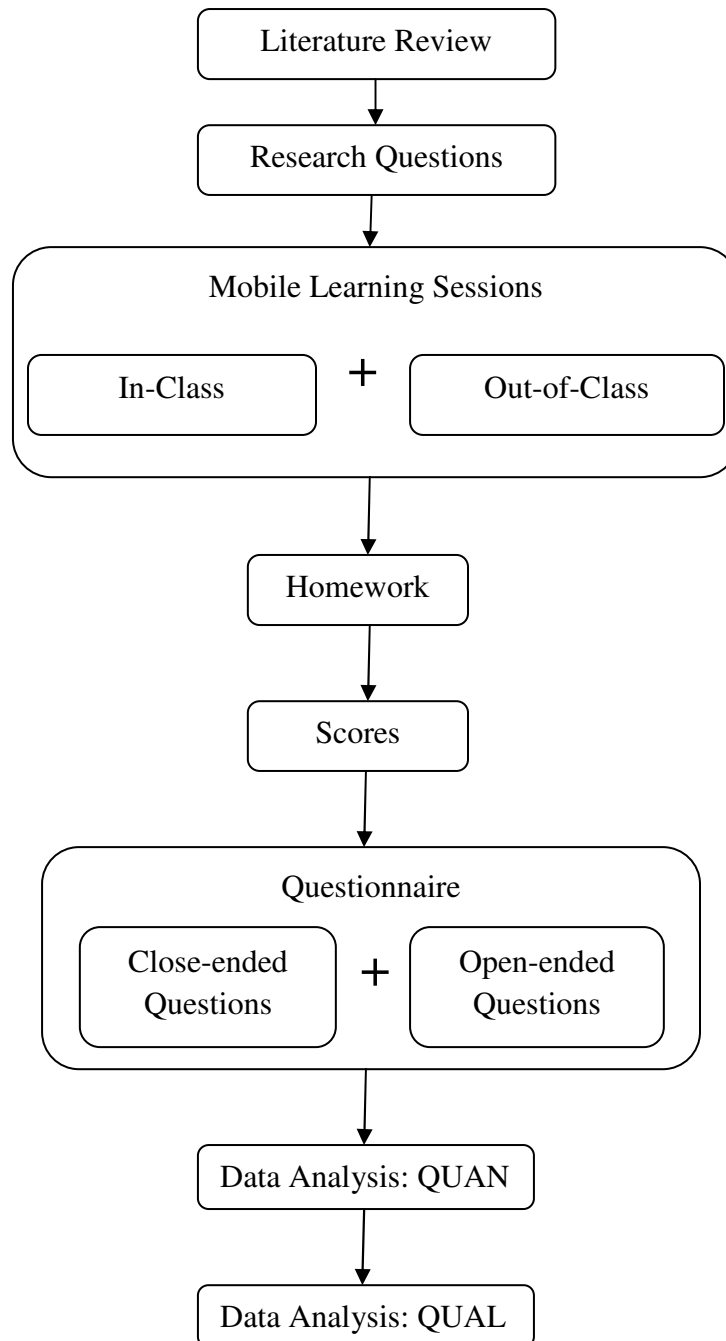 Literature Review
Research Questions
Mobile Learning Sessions
In-Class
+
Out-of-Class
Homework
Scores
Questionnaire
Close-ended
Questions
+
Open-ended
Questions
Data Analysis: QUAN
Data Analysis: QUAL